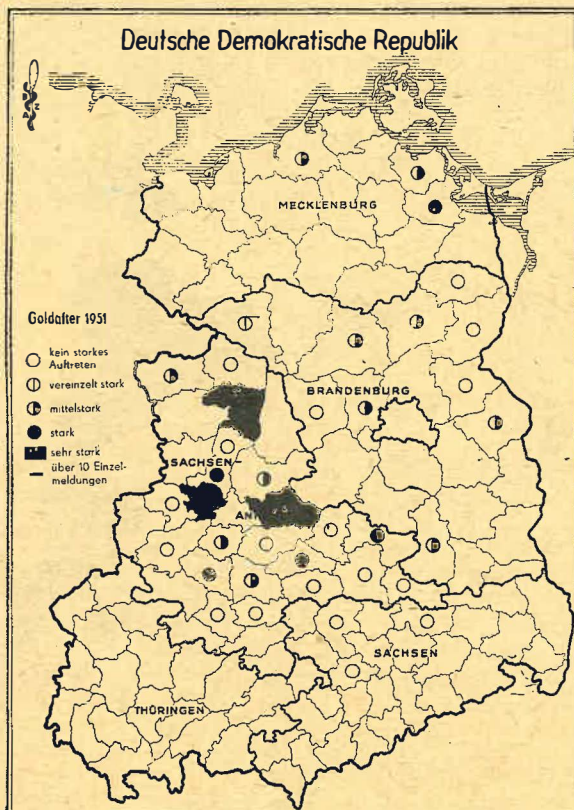 Deutsche Demokratische Republik
MECKLENBURG
Goldafter 1951
kein starkes
Auftreten
vereinzelt stark
mittelstark
stark
sehr stark
über 10 Einzel-
meldungen
BRANDENBURG
SACHSEN-
SACHSEN
THÜRINGEN